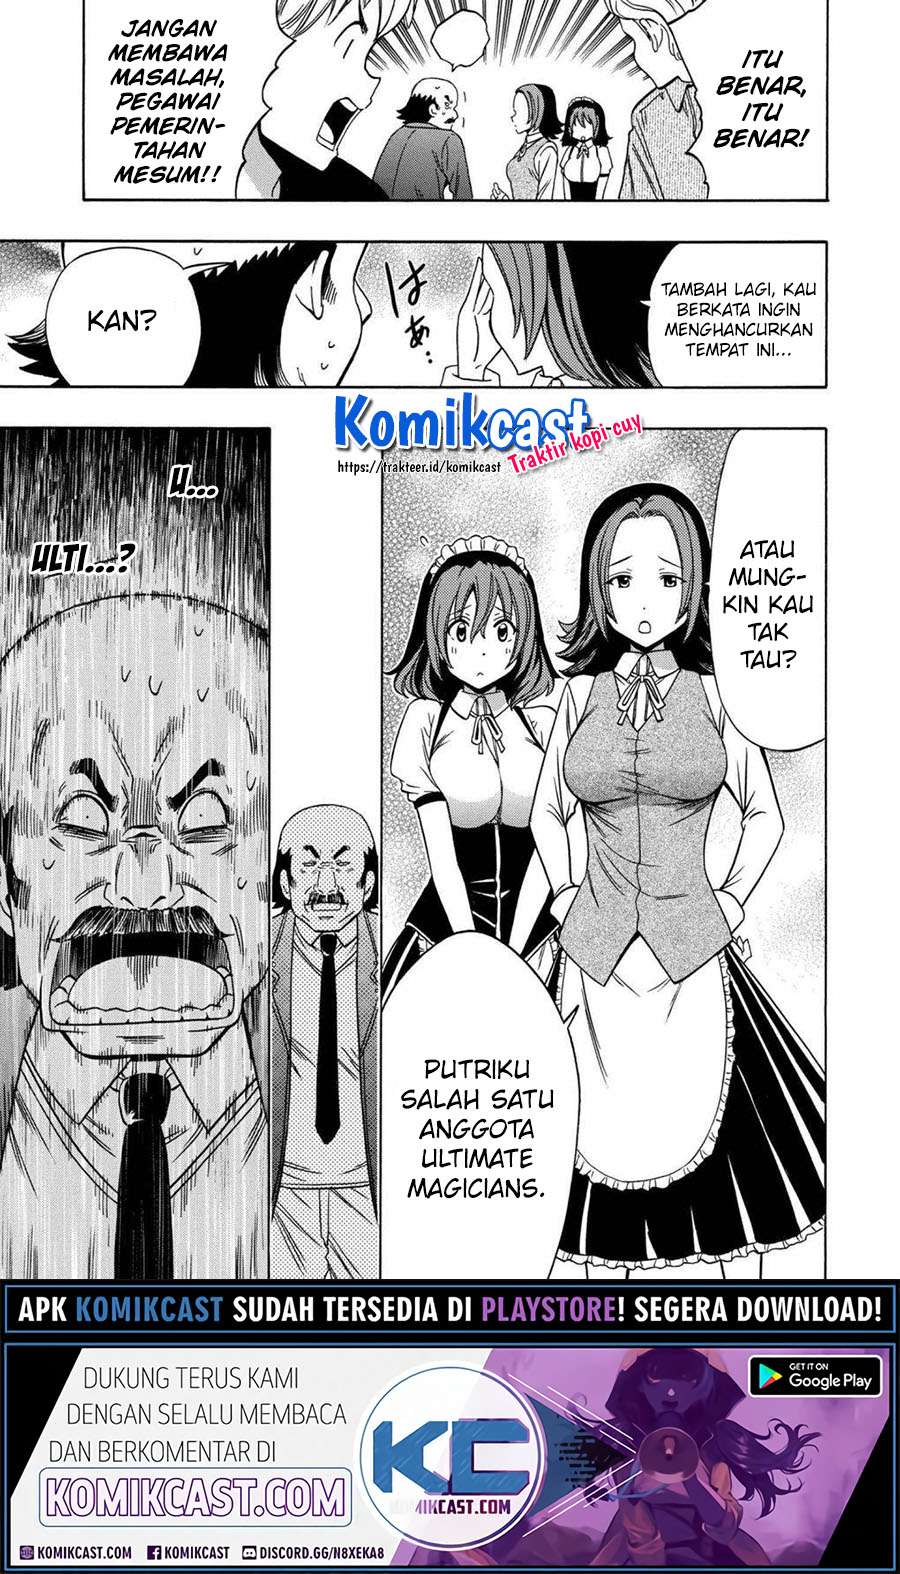 ITU
BENAR,
ITU
BENAR!
JANGAN
MEMBAWA
MASALAH,
PEGAWAI
PEMERIN-
TAHAN
MESUM!!
TAMBAH LAGI, KAU
BERKATA INGIN
MENGHANCURKAN
TEMPAT INI...
はぁ…
KAN?
Komikcast
Traktir kopi cuy
https://trakteer.id/komikcast
ATAU
MUNG-
KIN KAU
TAK
TAU?
PUTRIKU
SALAH SATU
ANGGOTA
ULTIMATE
MAGICIANS.
U...
ULTI...?
APK KOMIKCAST SUDAH TERSEDIA DI PLAYSTORE! SEGERA DOWNLOAD!
DUKUNG TERUS KAMI
DENGAN SELALU MEMBACA
DAN BERKOMENTAR DI
KOMIKCAST.COM
KOMIKCAST.COM
KOMIKCAST
DISCORD.GG/N8XEKA8
KC
KOMIKCAST.COM
GET IT ON
Google Play